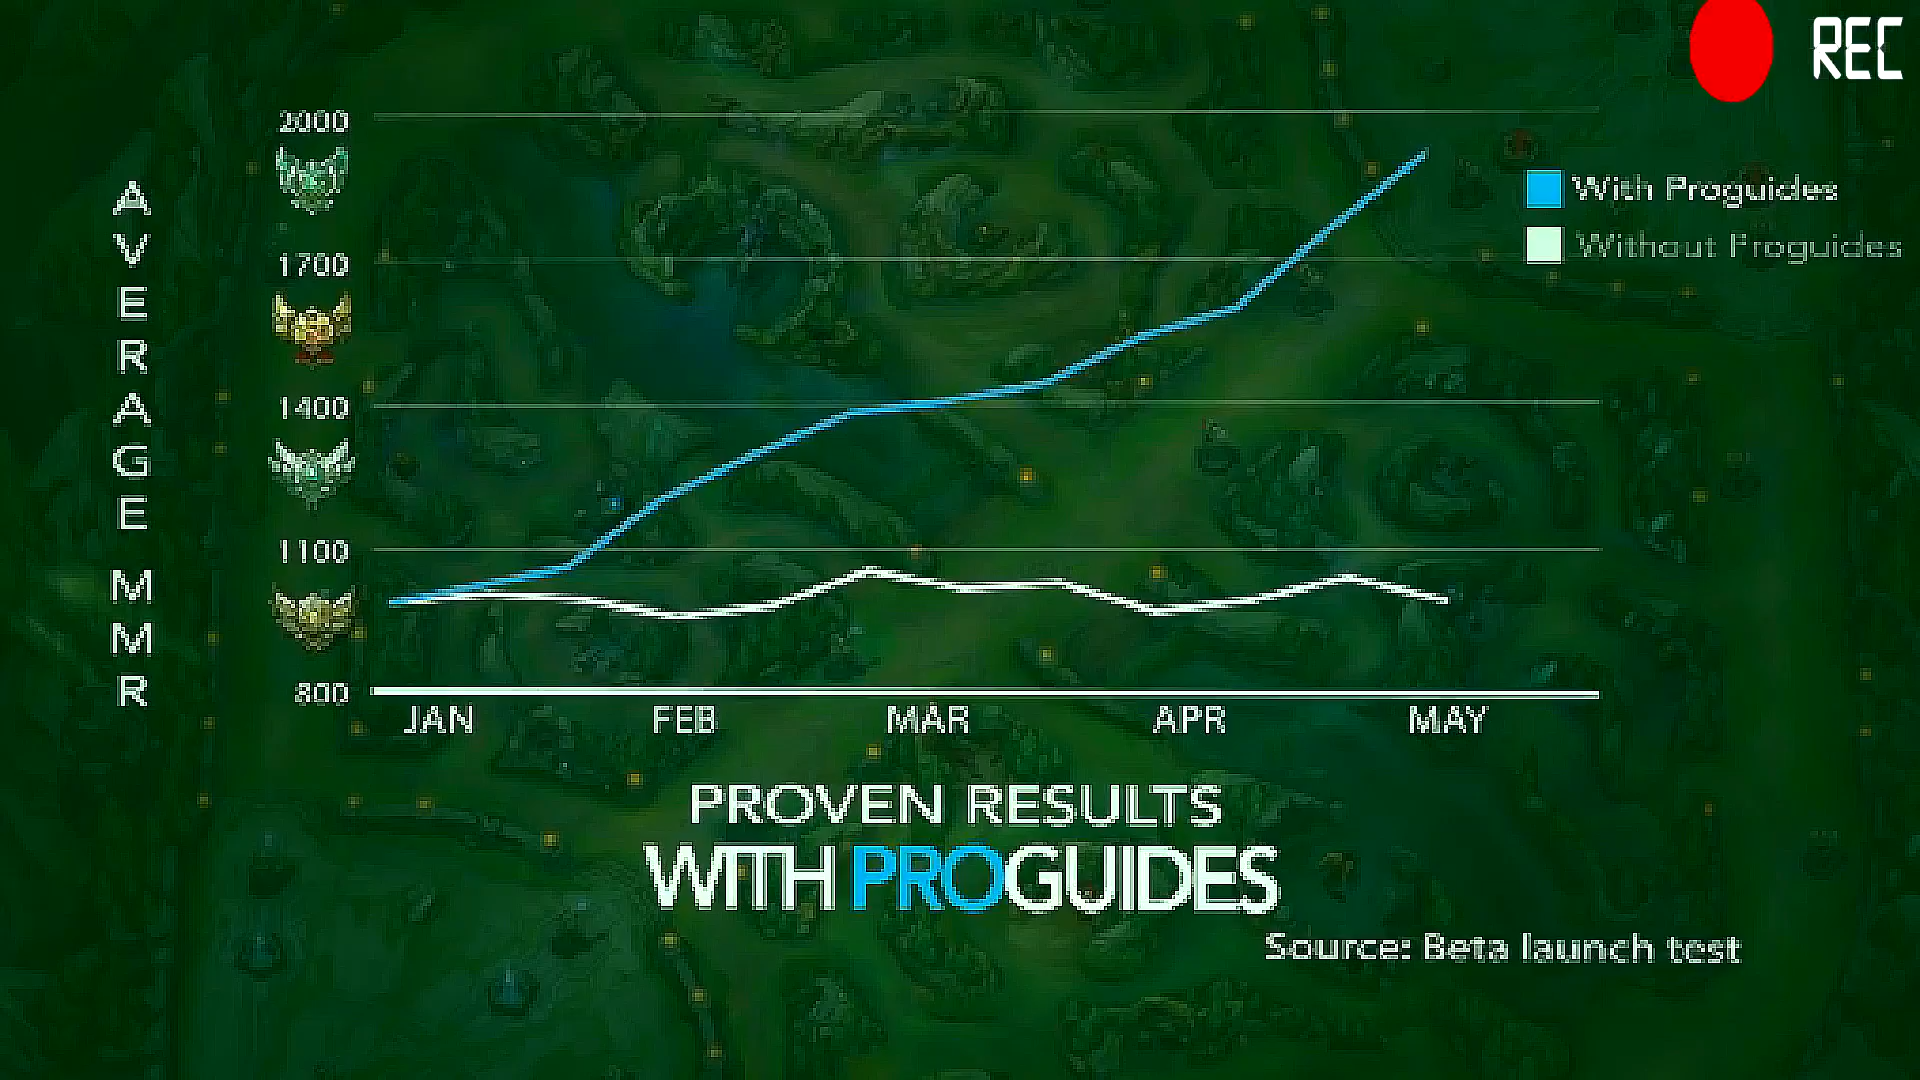 REC
2000
With Proguides
Without Proguides
1700
1400
1100
800
AVERAGE MMR
JAN FEB MAR APR MAY
PROVEN RESULTS
WITH PROGUIDES
Source: Beta launch test